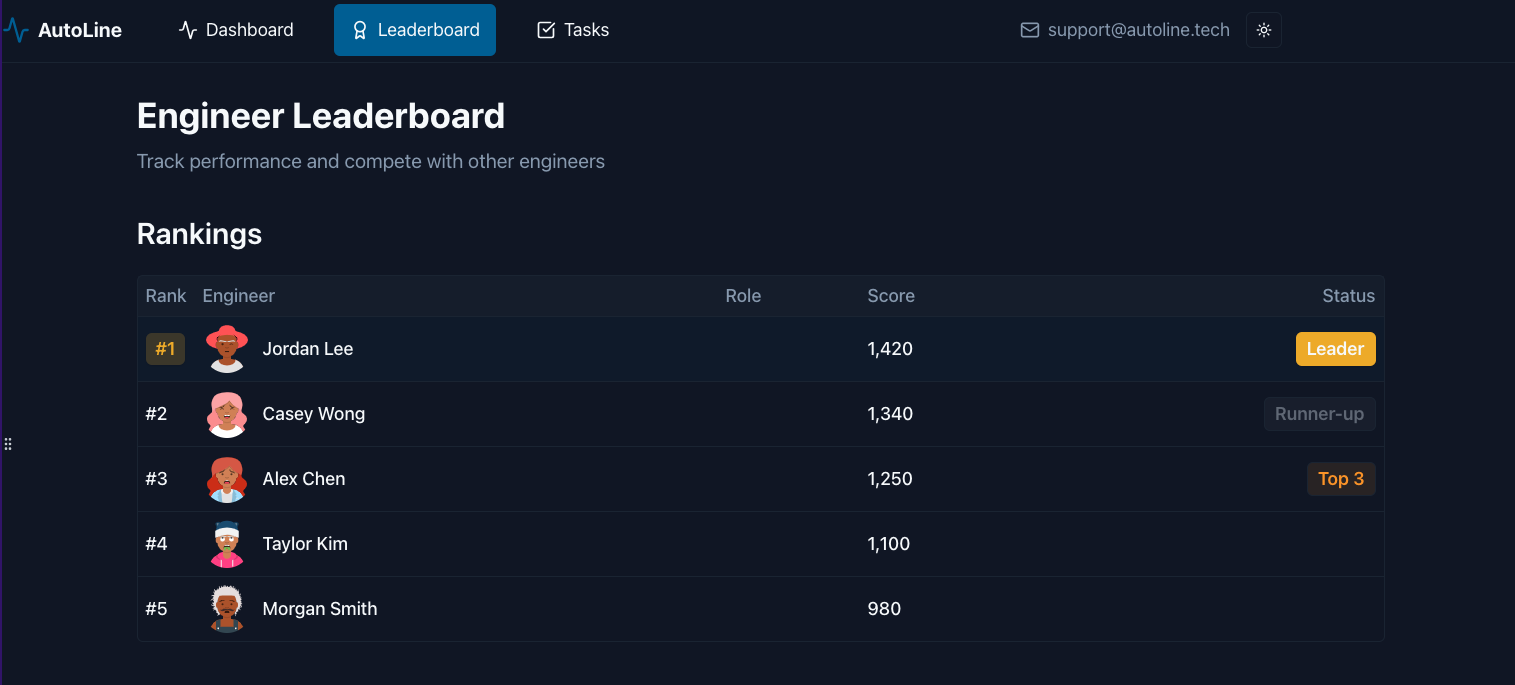 AutoLine Dashboard Leaderboard Tasks support@autoline.tech
Engineer Leaderboard
Track performance and compete with other engineers
Rankings
Rank Engineer Role Score Status
#1 Jordan Lee 1,420 Leader
#2 Casey Wong 1,340 Runner-up
#3 Alex Chen 1,250 Top 3
#4 Taylor Kim 1,100
#5 Morgan Smith 980